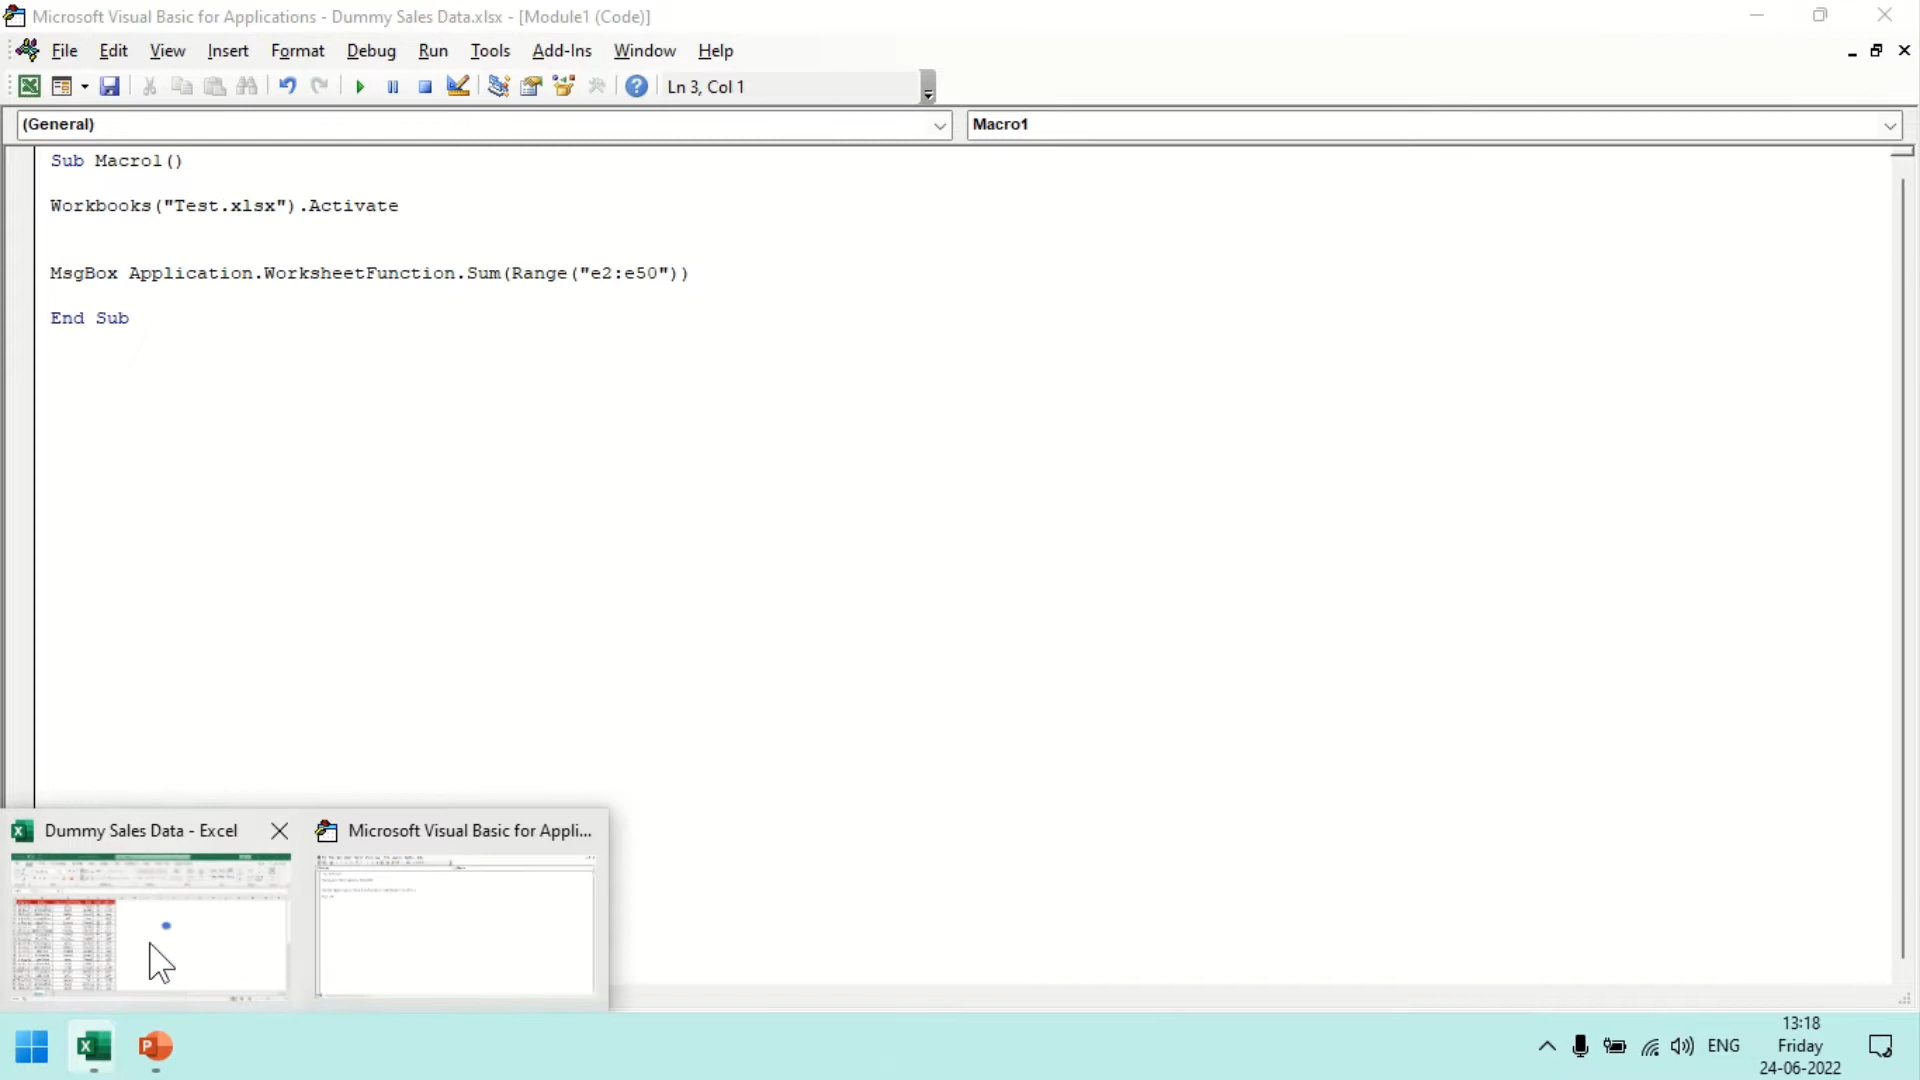 Microsoft Visual Basic for Applications - Dummy Sales Data.xlsx - [Module1 (Code)]
File Edit View Insert Format Debug Run Tools Add-Ins Window Help
Ln 3, Col 1
(General) Macro1
Sub Macro1()
Workbooks("Test.xlsx").Activate
MsgBox Application.WorksheetFunction.Sum(Range("e2:e50"))
End Sub
Dummy Sales Data - Excel
Microsoft Visual Basic for Appli...
13:18
ENG Friday
24-06-2022